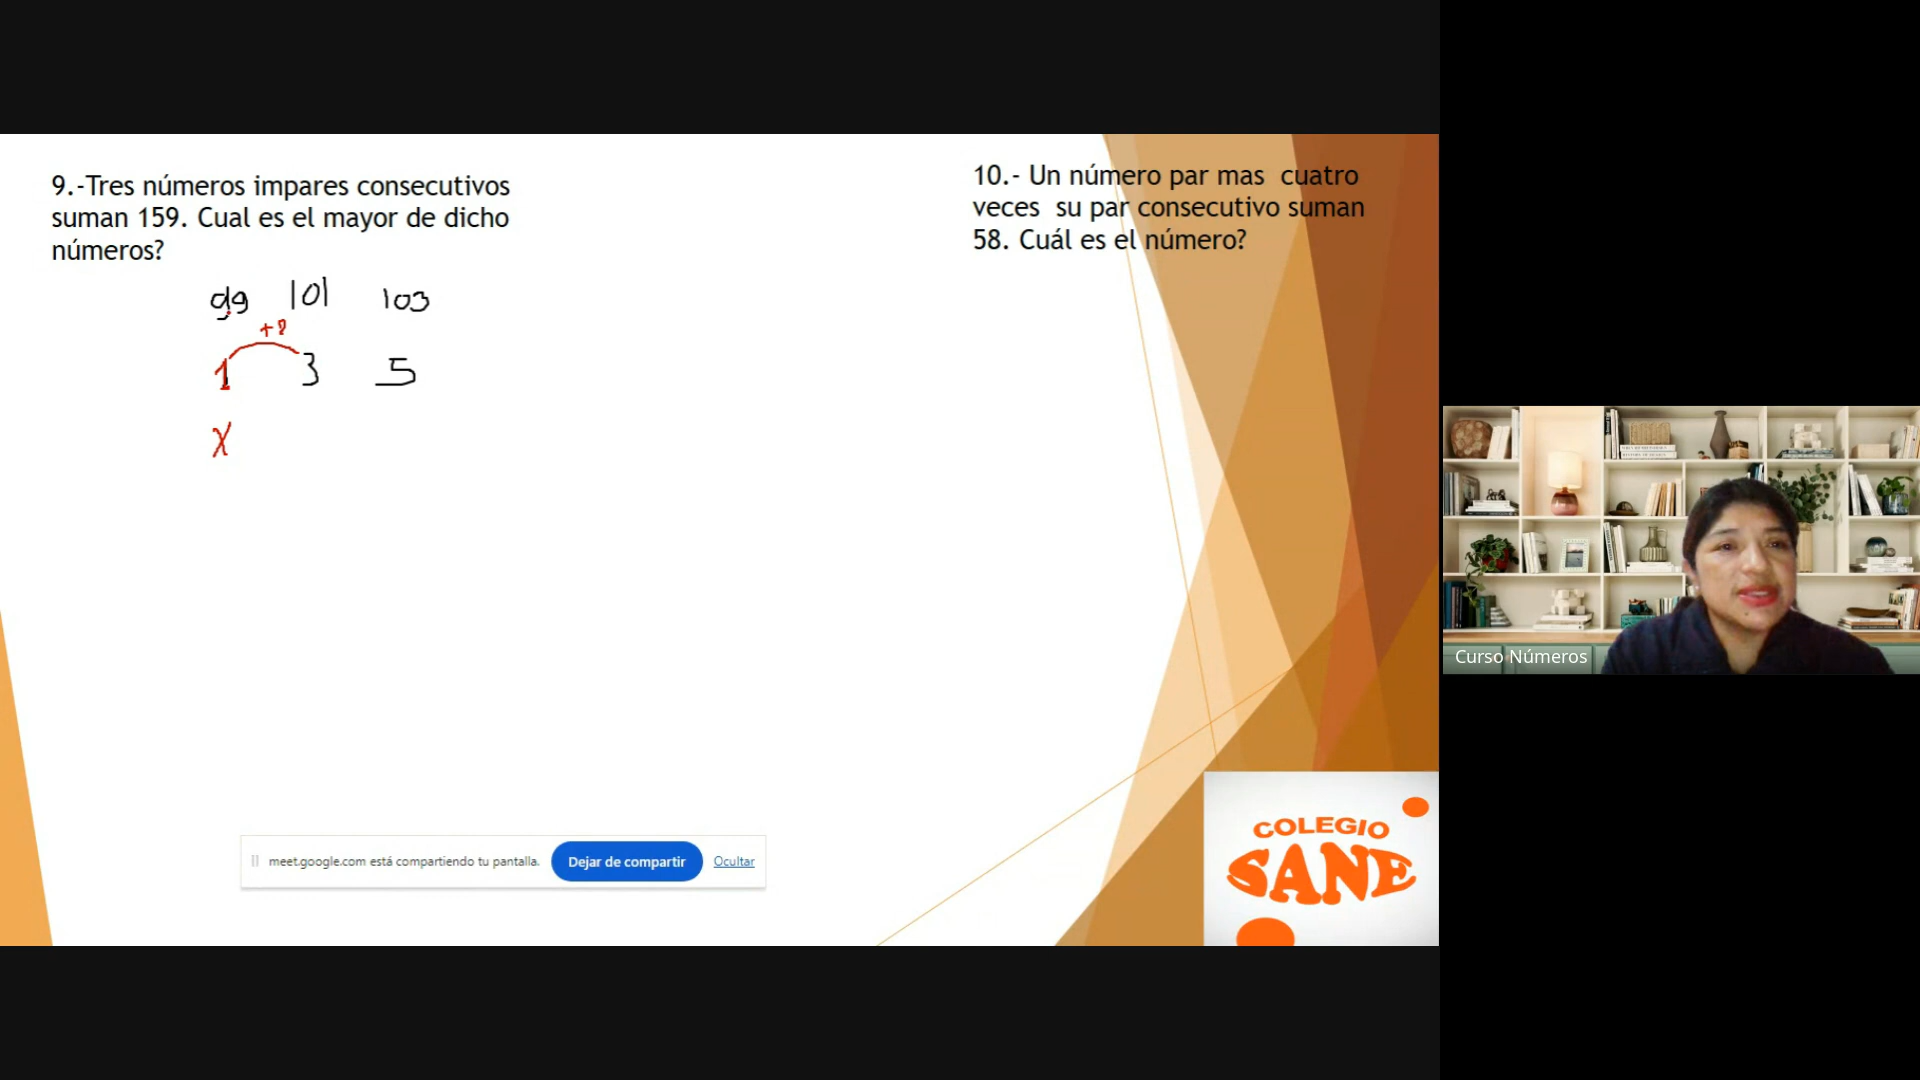 9.-Tres números impares consecutivos
suman 159. Cual es el mayor de dicho
números?
99 101 103
+2
1 3 5
x
10.- Un número par mas cuatro
veces su par consecutivo suman
58. Cuál es el número?
meet.google.com está compartiendo tu pantalla.
Dejar de compartir
Ocultar
COLEGIO
SANE
Curso Números